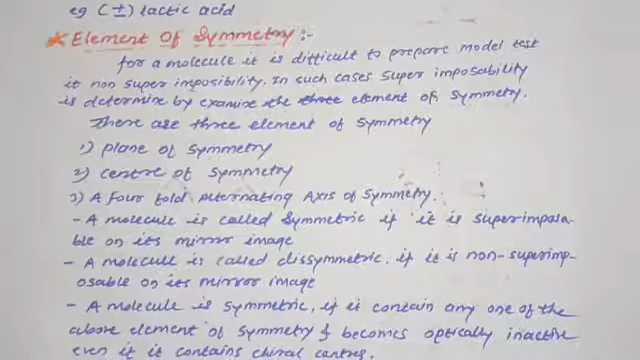 eg (±) lactic acid
* Element Of Symmetry :-
for a molecule it is difficult to prepare model test
it non super imposibility. In such cases super imposability
is determine by examine the three element of symmetry.
There are three element of symmetry
1) plane of symmetry
2) centre of symmetry
3) A four fold Alternating Axis of symmetry.
- A molecule is called symmetric if it is superimposa-
ble on its mirror image
- A molecule is called dissymmetric. if it is non-superimp-
osable on its mirror image
- A molecule is symmetric, if it contain any one of the
above element of symmetry & becomes optically inactive
even if it contains chiral centres.